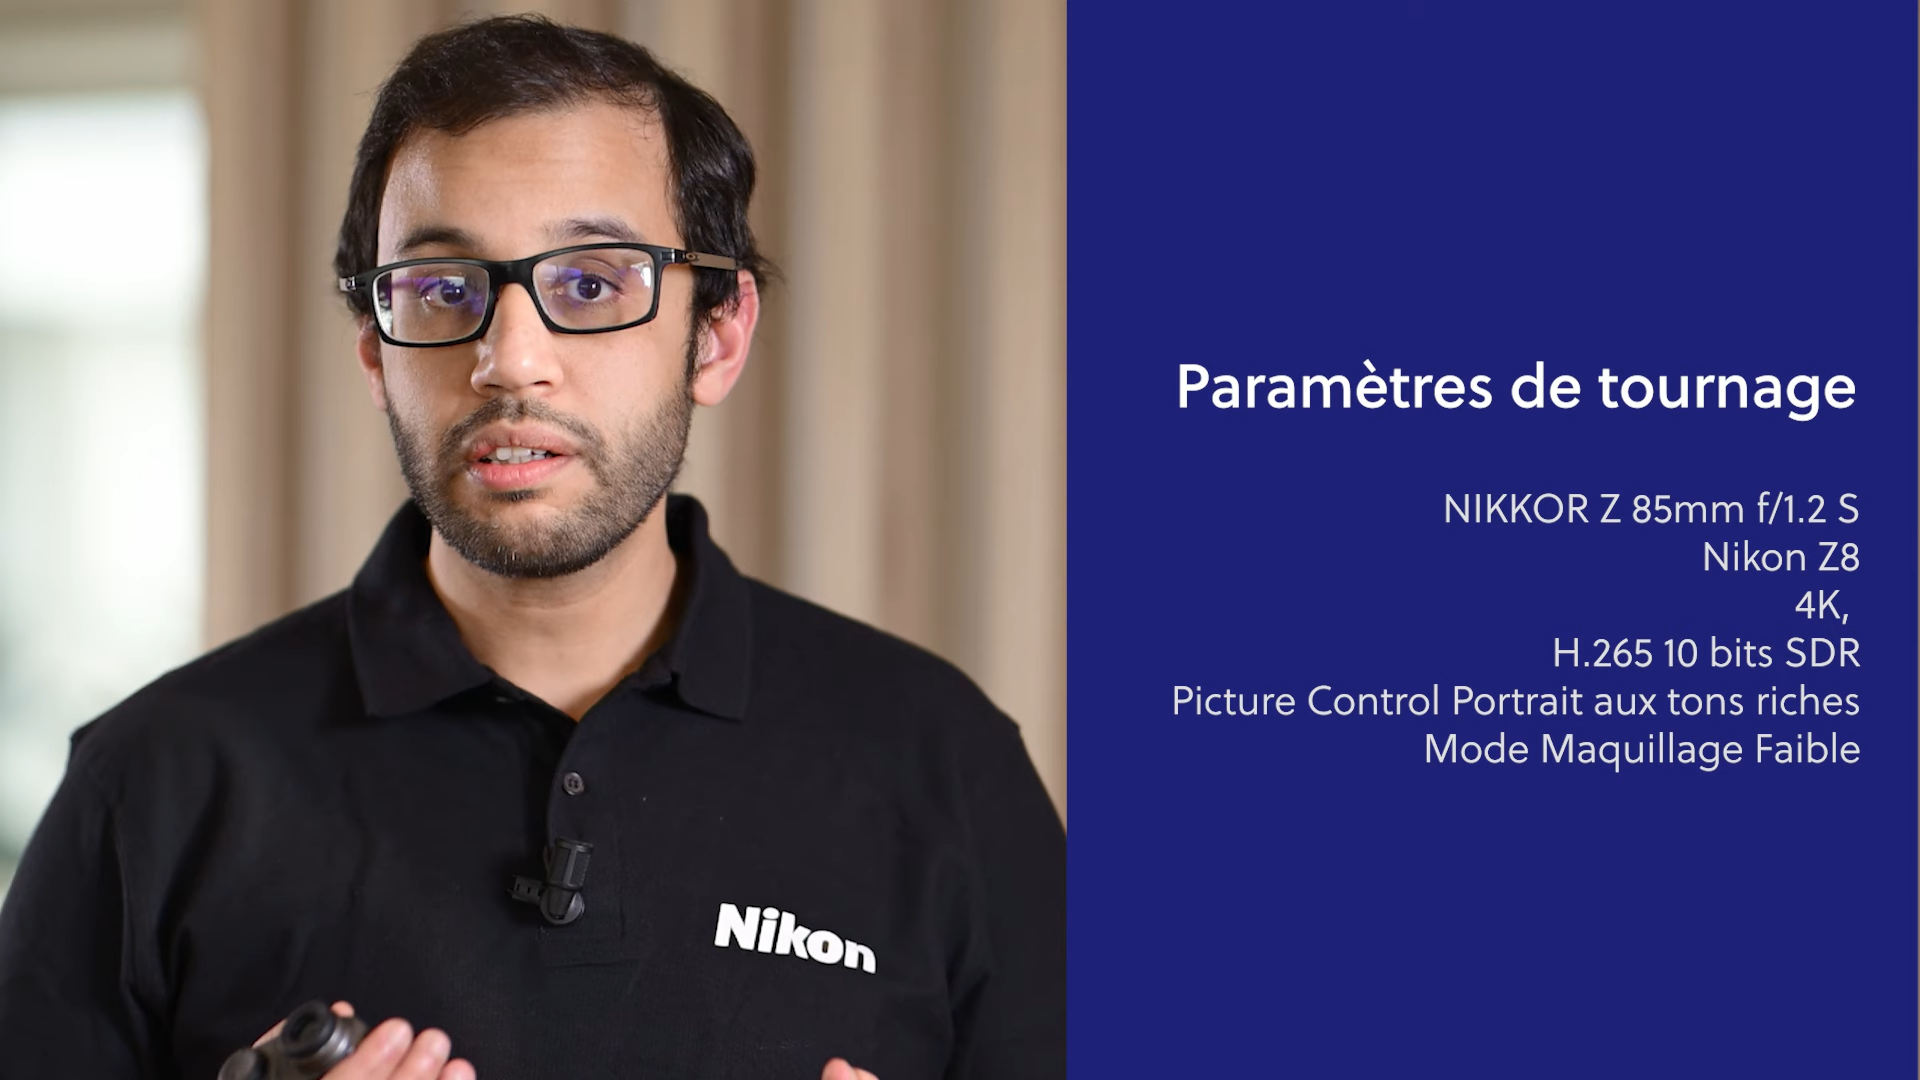 Paramètres de tournage
NIKKOR Z 85mm f/1.2 S
Nikon Z8
4K,
H.265 10 bits SDR
Picture Control Portrait aux tons riches
Mode Maquillage Faible
Nikon